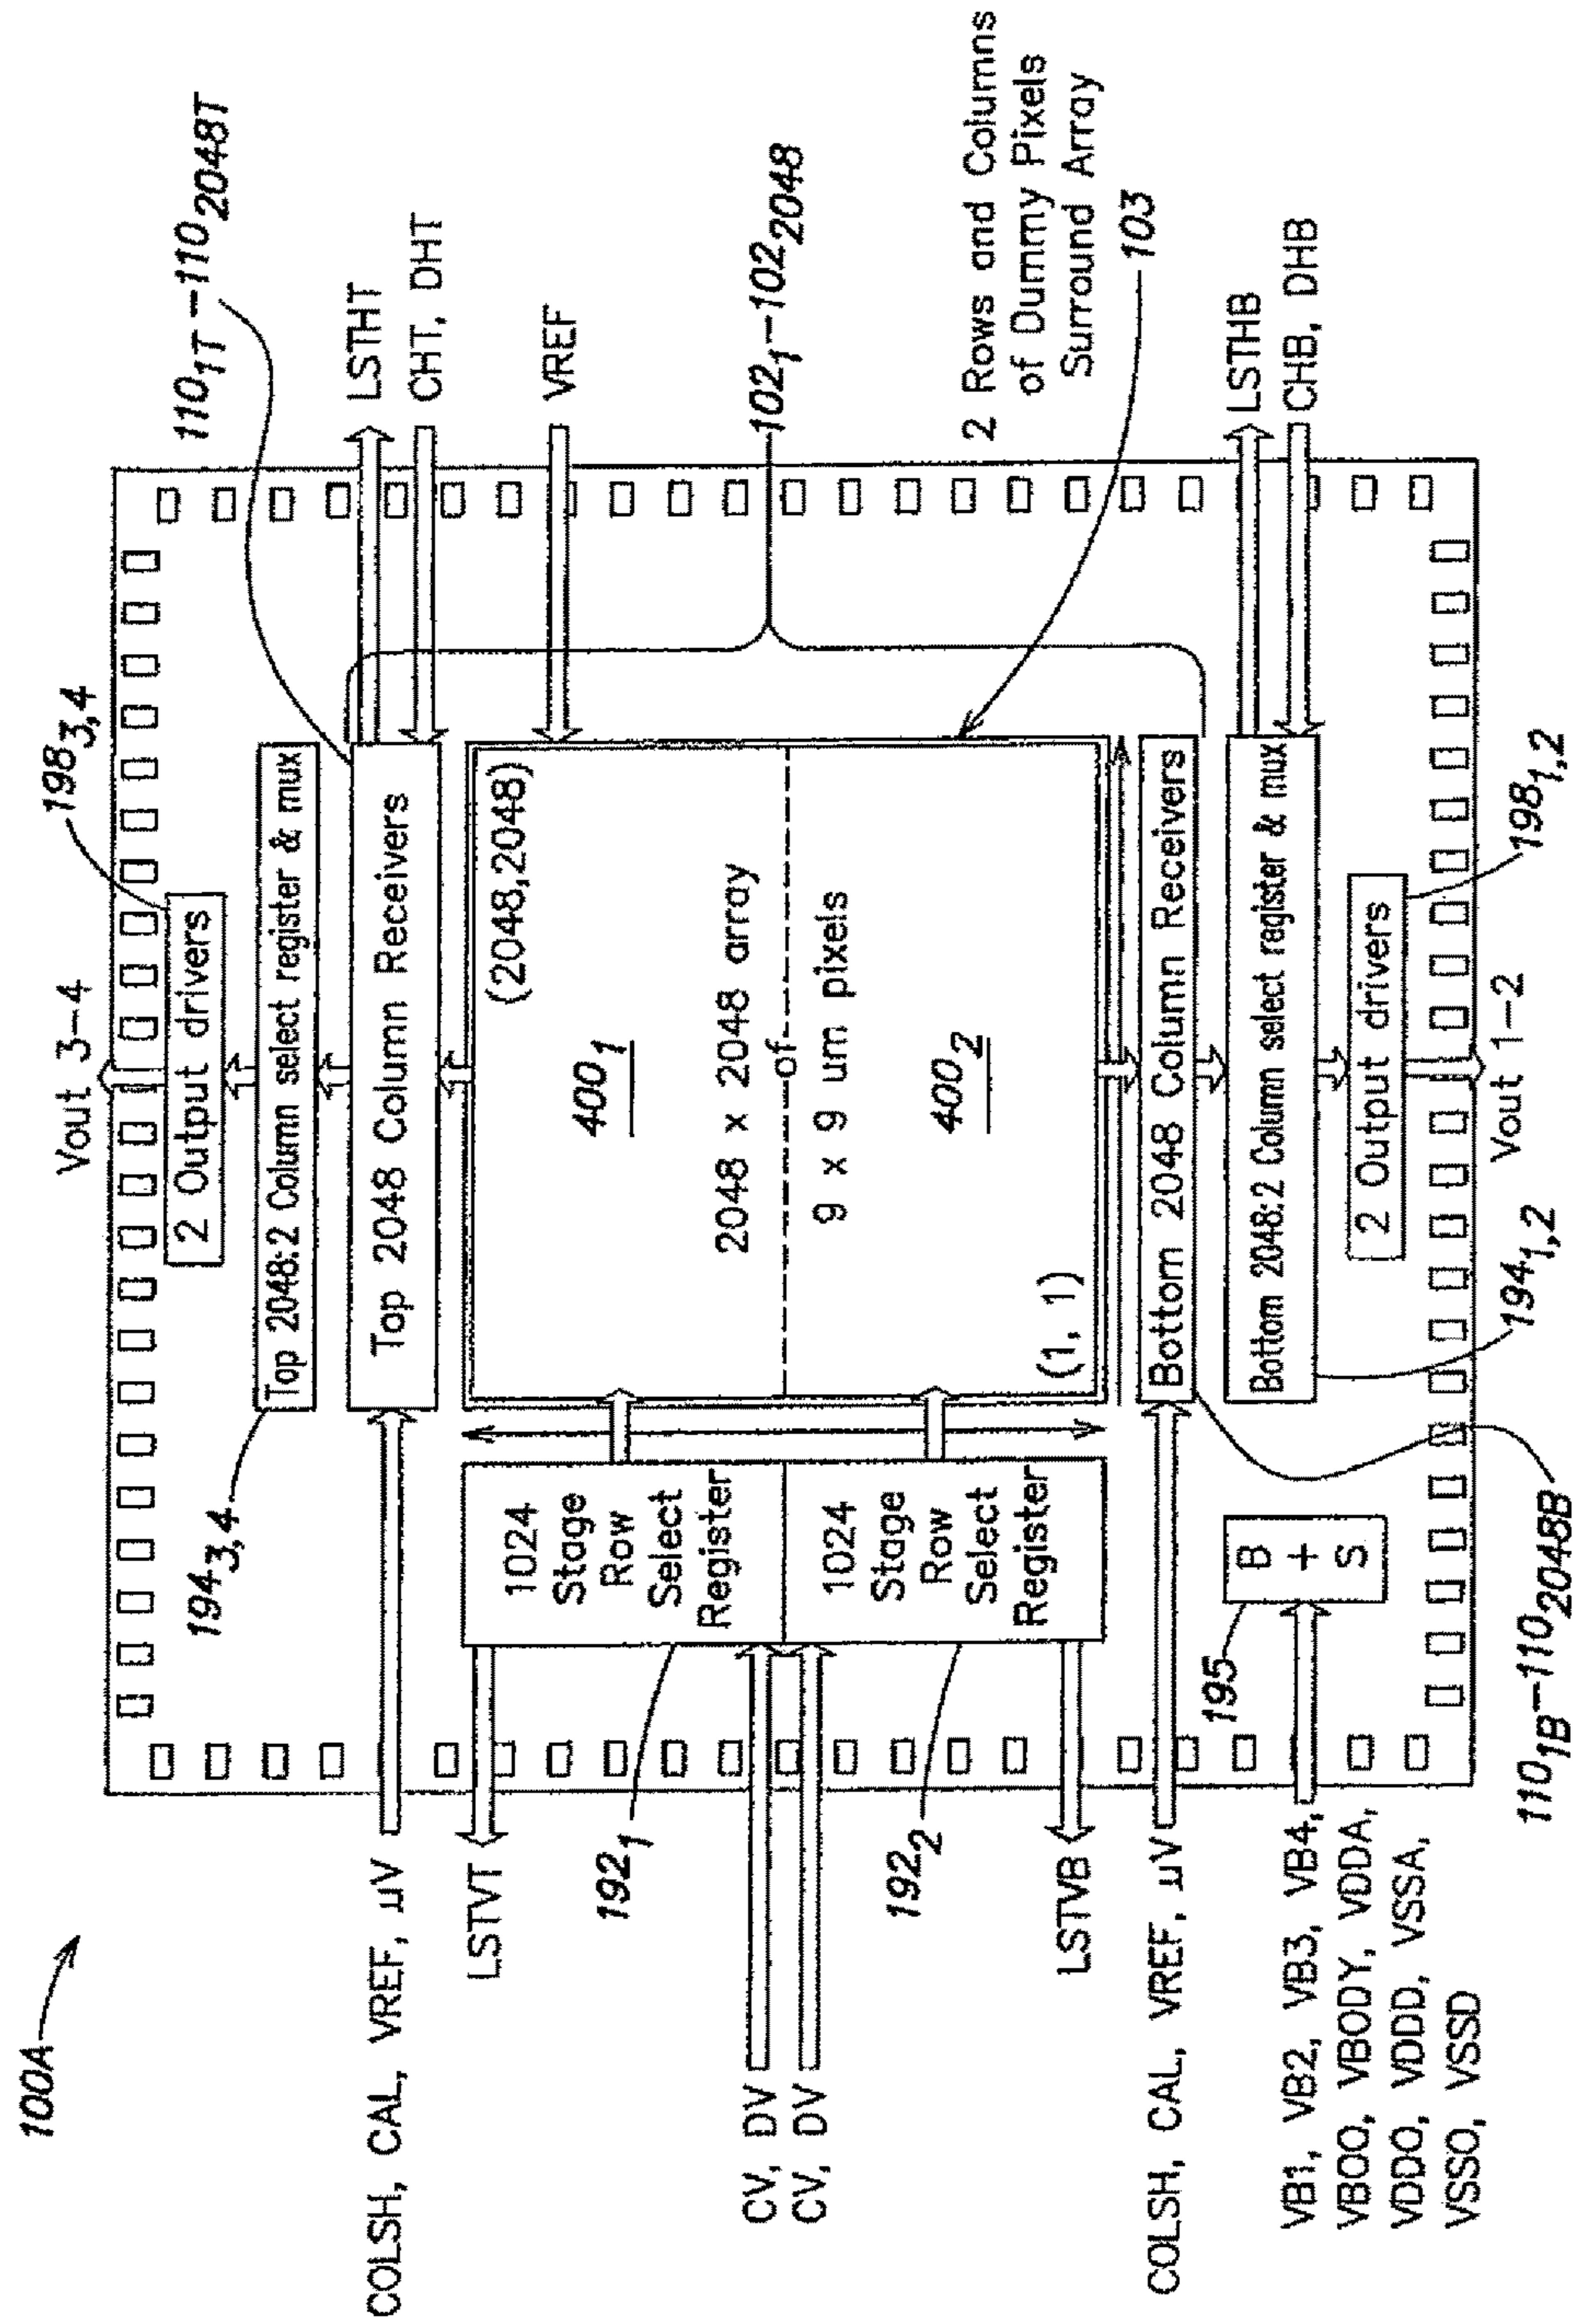 100A
Vout 3-4
198 3,4
110 1T - 110 2048T
194 3,4
2 Output drivers
Top 2048:2 Column select register & mux
LSTHT
COLSH, CAL, VREF, µV
Top 2048 Column Receivers
CHT, DHT
LSTVT
VREF
(2048,2048)
1024
Stage
Row
Select
Register
400 1
192 1
2048 x 2048 array
of
9 x 9 um pixels
102 1 - 102 2048
CV, DV
CV, DV
1024
Stage
Row
Select
Register
400 2
192 2
2 Rows and Columns
of Dummy Pixels
Surround Array
103
(1, 1)
LSTVB
COLSH, CAL, VREF, µV
Bottom 2048 Column Receivers
LSTHB
195
B
+
S
Bottom 2048:2 Column select register & mux
CHB, DHB
VB1, VB2, VB3, VB4,
VBOO, VBODY, VDDA,
VDDO, VDDD, VSSA,
VSSO, VSSD
2 Output drivers
Vout 1-2
110 1B - 110 2048B
194 1,2
198 1,2